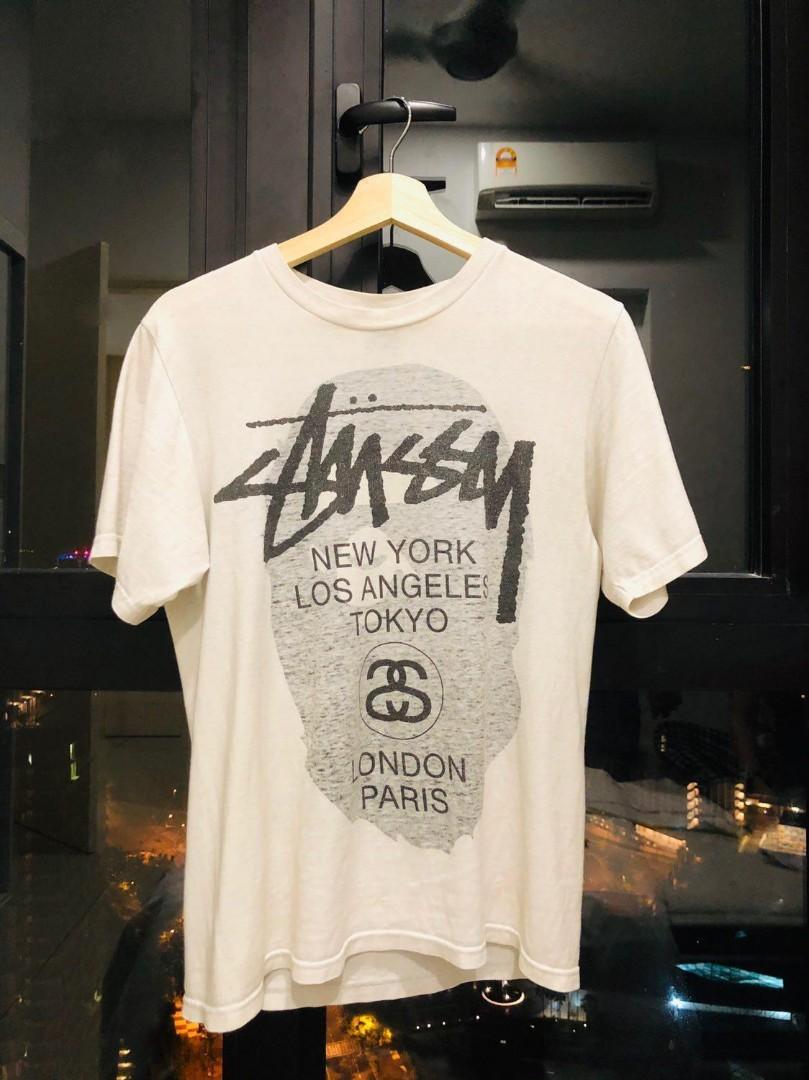 Stüssy
NEW YORK
LOS ANGELES
TOKYO
SS
LONDON
PARIS